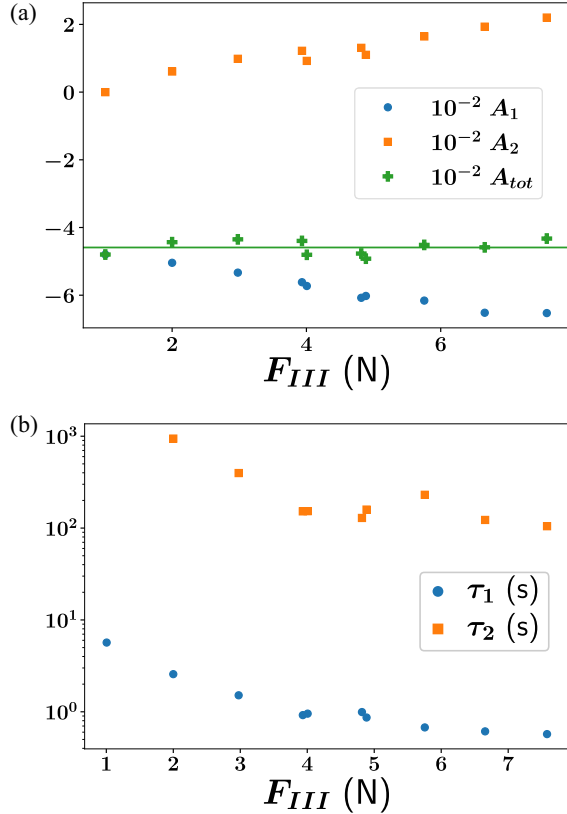 (a)
2
0
−2
−4
−6
10⁻² A₁
10⁻² A₂
10⁻² Aₜₒₜ
2 4 6
F_III (N)
(b)
10³
10²
10¹
10⁰
τ₁ (s)
τ₂ (s)
1 2 3 4 5 6 7
F_III (N)